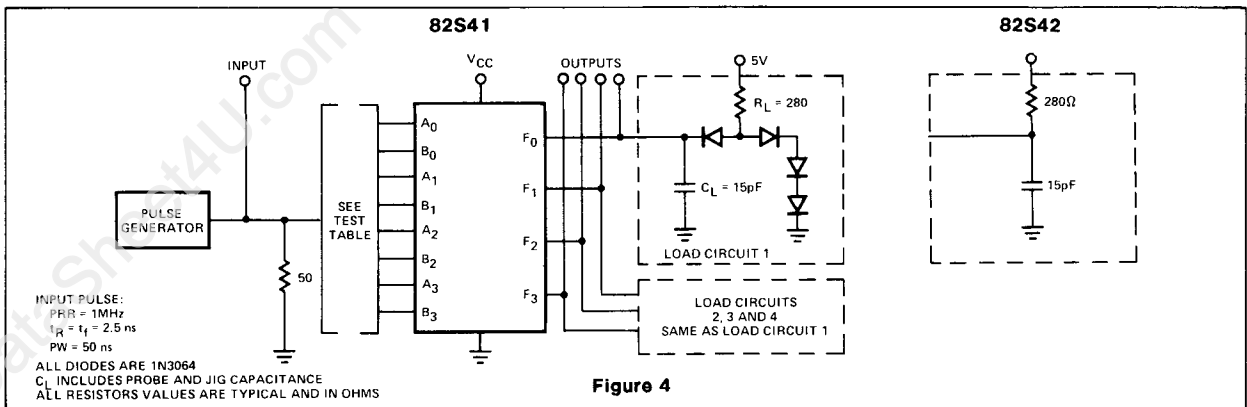 82S41
82S42
INPUT
VCC
OUTPUTS
5V
RL = 280
280Ω
A0
B0
A1
B1
A2
B2
A3
B3
F0
F1
F2
F3
PULSE
GENERATOR
SEE
TEST
TABLE
50
CL = 15pF
15pF
LOAD CIRCUIT 1
LOAD CIRCUITS
2, 3 AND 4
SAME AS LOAD CIRCUIT 1
INPUT PULSE:
PRR = 1MHz
tR = tf = 2.5 ns
PW = 50 ns
ALL DIODES ARE 1N3064
CL INCLUDES PROBE AND JIG CAPACITANCE
ALL RESISTORS VALUES ARE TYPICAL AND IN OHMS
Figure 4
DataSheet4U.com